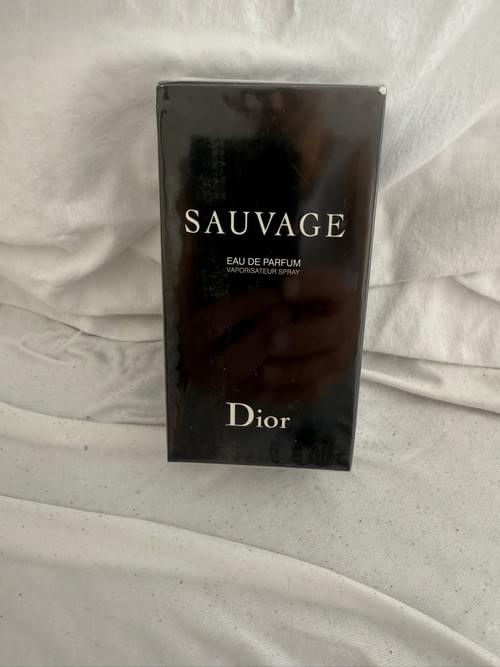 SAUVAGE
EAU DE PARFUM
VAPORISATEUR SPRAY
Dior